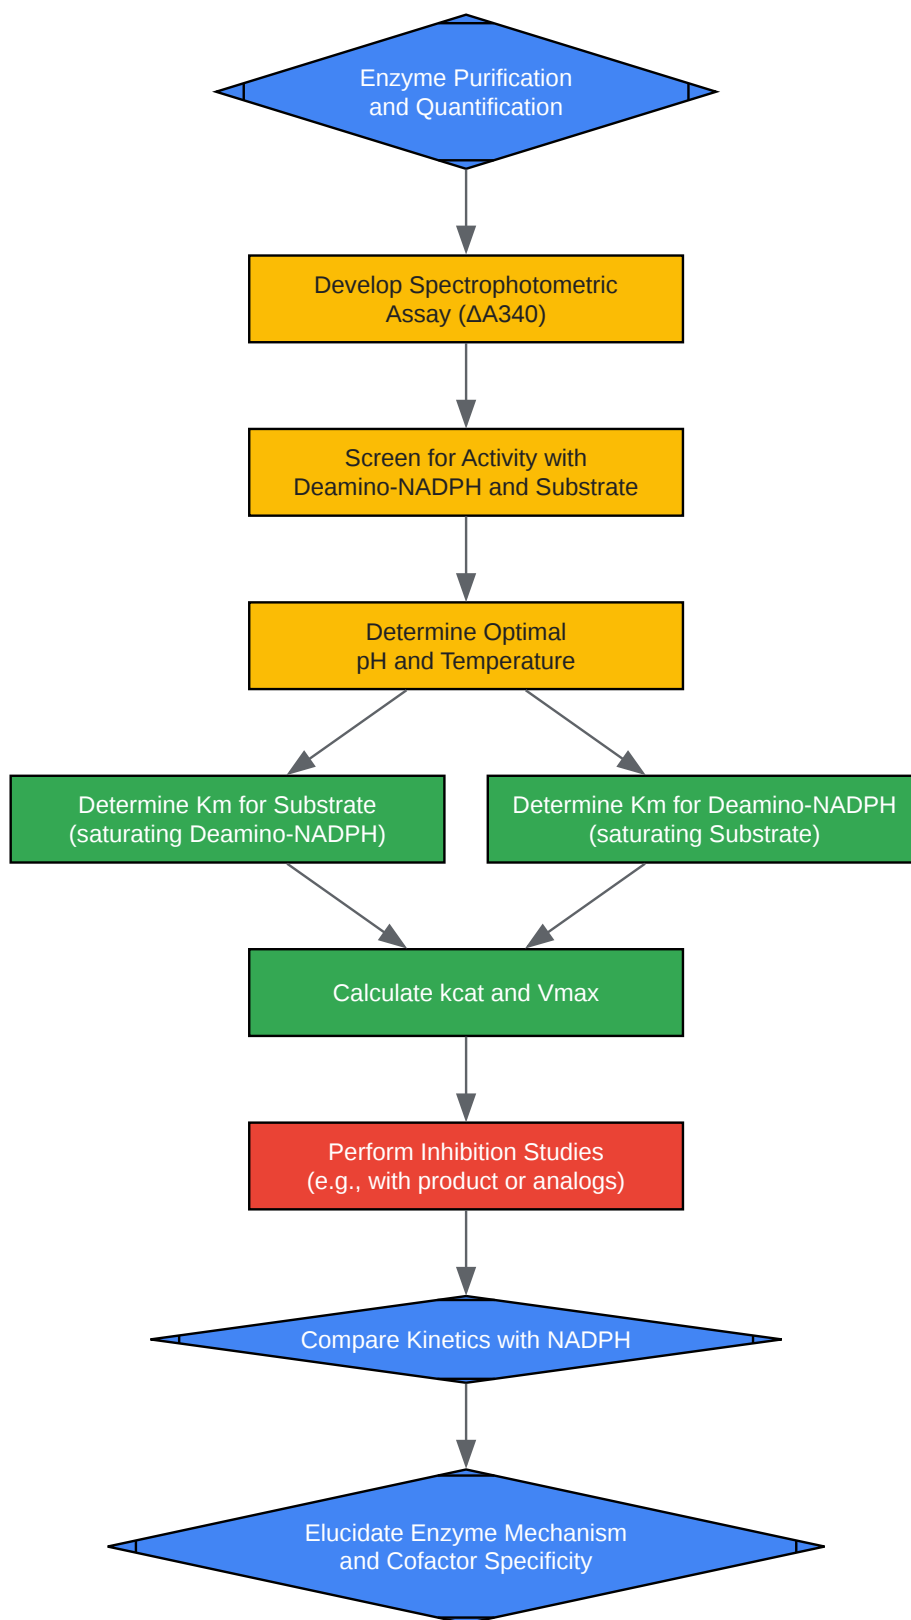 Enzyme Purification
and Quantification
Develop Spectrophotometric
Assay (ΔA340)
Screen for Activity with
Deamino-NADPH and Substrate
Determine Optimal
pH and Temperature
Determine Km for Substrate
(saturating Deamino-NADPH)
Determine Km for Deamino-NADPH
(saturating Substrate)
Calculate kcat and Vmax
Perform Inhibition Studies
(e.g., with product or analogs)
Compare Kinetics with NADPH
Elucidate Enzyme Mechanism
and Cofactor Specificity